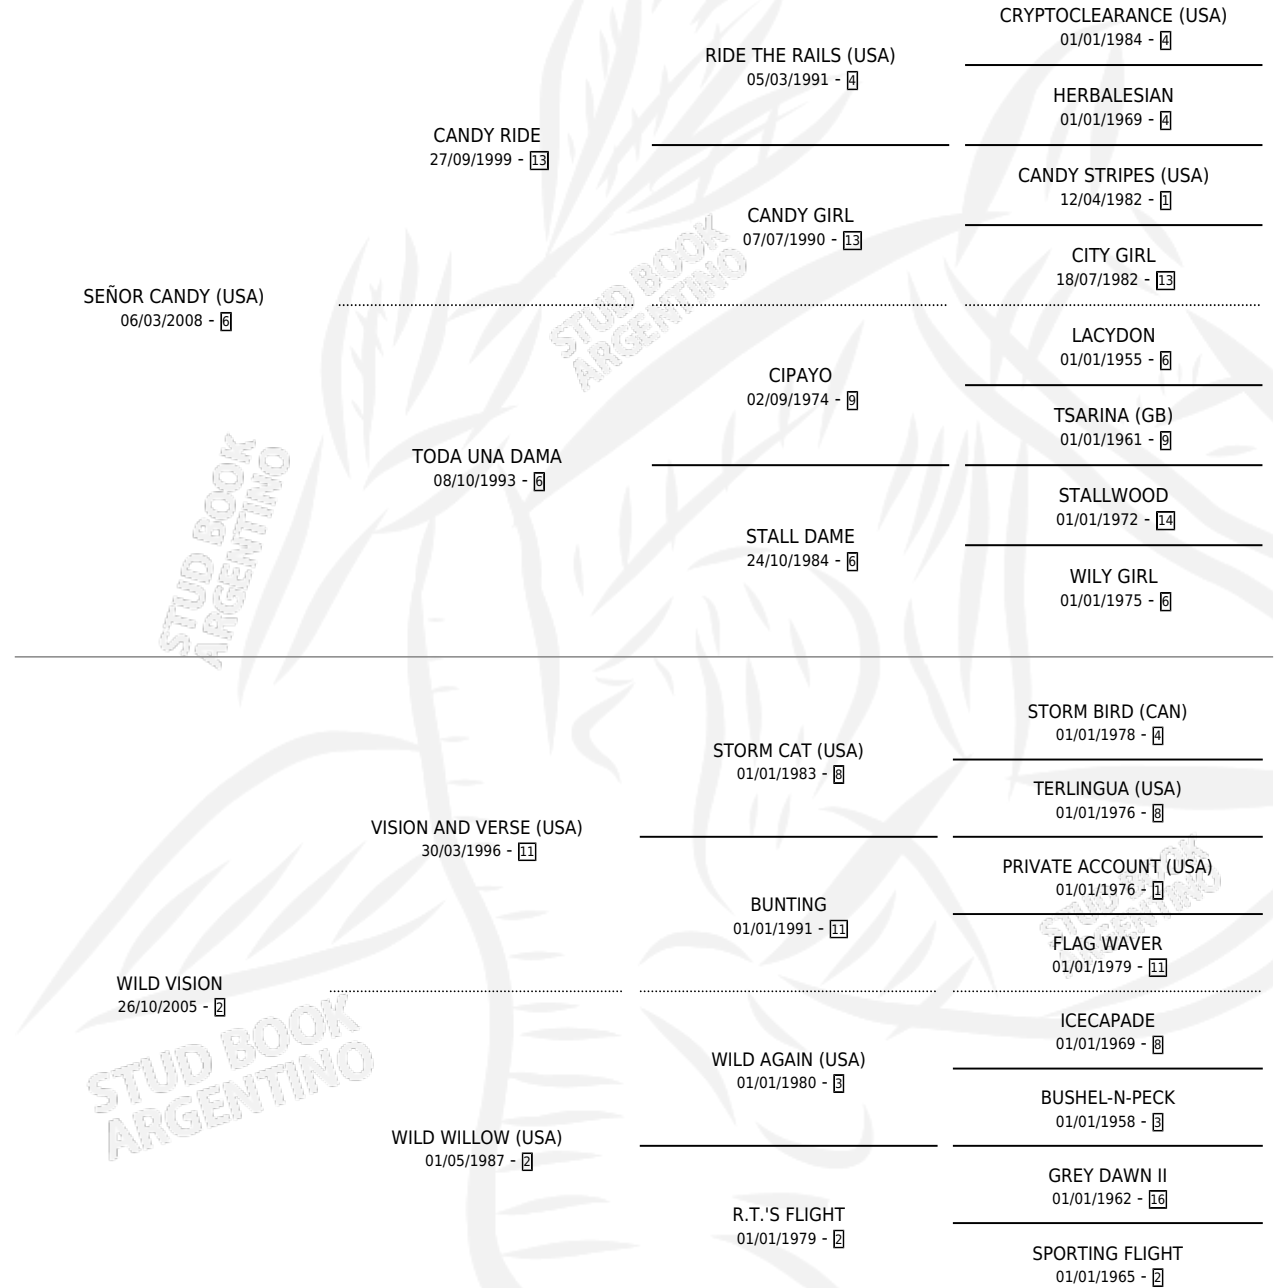 CRYPTOCLEARANCE (USA)
01/01/1984 - 4
RIDE THE RAILS (USA)
05/03/1991 - 4
HERBALESIAN
01/01/1969 - 4
CANDY RIDE
27/09/1999 - 13
CANDY STRIPES (USA)
12/04/1982 - 1
CANDY GIRL
07/07/1990 - 13
CITY GIRL
18/07/1982 - 13
SEÑOR CANDY (USA)
06/03/2008 - 6
STUD BOOK
ARGENTINO
LACYDON
01/01/1955 - 6
CIPAYO
02/09/1974 - 9
TSARINA (GB)
01/01/1961 - 9
TODA UNA DAMA
08/10/1993 - 6
STALLWOOD
01/01/1972 - 14
STALL DAME
24/10/1984 - 6
WILY GIRL
01/01/1975 - 6
STUD BOOK
ARGENTINO
STORM BIRD (CAN)
01/01/1978 - 4
STORM CAT (USA)
01/01/1983 - 8
TERLINGUA (USA)
01/01/1976 - 8
VISION AND VERSE (USA)
30/03/1996 - 11
PRIVATE ACCOUNT (USA)
01/01/1976 - 1
BUNTING
01/01/1991 - 11
STUD BOOK
ARGENTINO
FLAG WAVER
01/01/1979 - 11
WILD VISION
26/10/2005 - 2
STUD BOOK
ARGENTINO
ICECAPADE
01/01/1969 - 8
WILD AGAIN (USA)
01/01/1980 - 3
BUSHEL-N-PECK
01/01/1958 - 3
WILD WILLOW (USA)
01/05/1987 - 2
GREY DAWN II
01/01/1962 - 16
R.T.'S FLIGHT
01/01/1979 - 2
SPORTING FLIGHT
01/01/1965 - 2